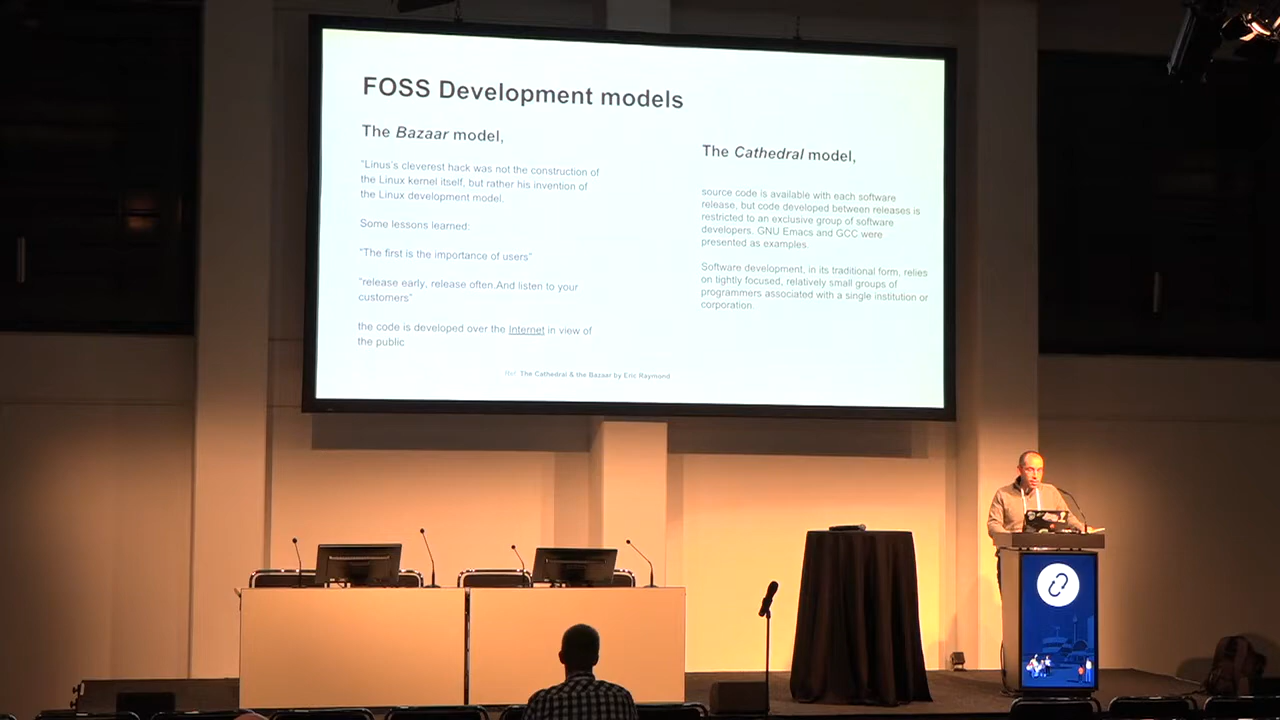 FOSS Development models
The Bazaar model,
"Linus's cleverest hack was not the construction of
the Linux kernel itself, but rather his invention of
the Linux development model.
Some lessons learned:
"The first is the importance of users"
"release early, release often.And listen to your
customers"
the code is developed over the Internet in view of
the public
The Cathedral model,
source code is available with each software
release, but code developed between releases is
restricted to an exclusive group of software
developers. GNU Emacs and GCC were
presented as examples.
Software development, in its traditional form, relies
on tightly focused, relatively small groups of
programmers associated with a single institution or
corporation.
The Cathedral & the Bazaar by Eric Raymond